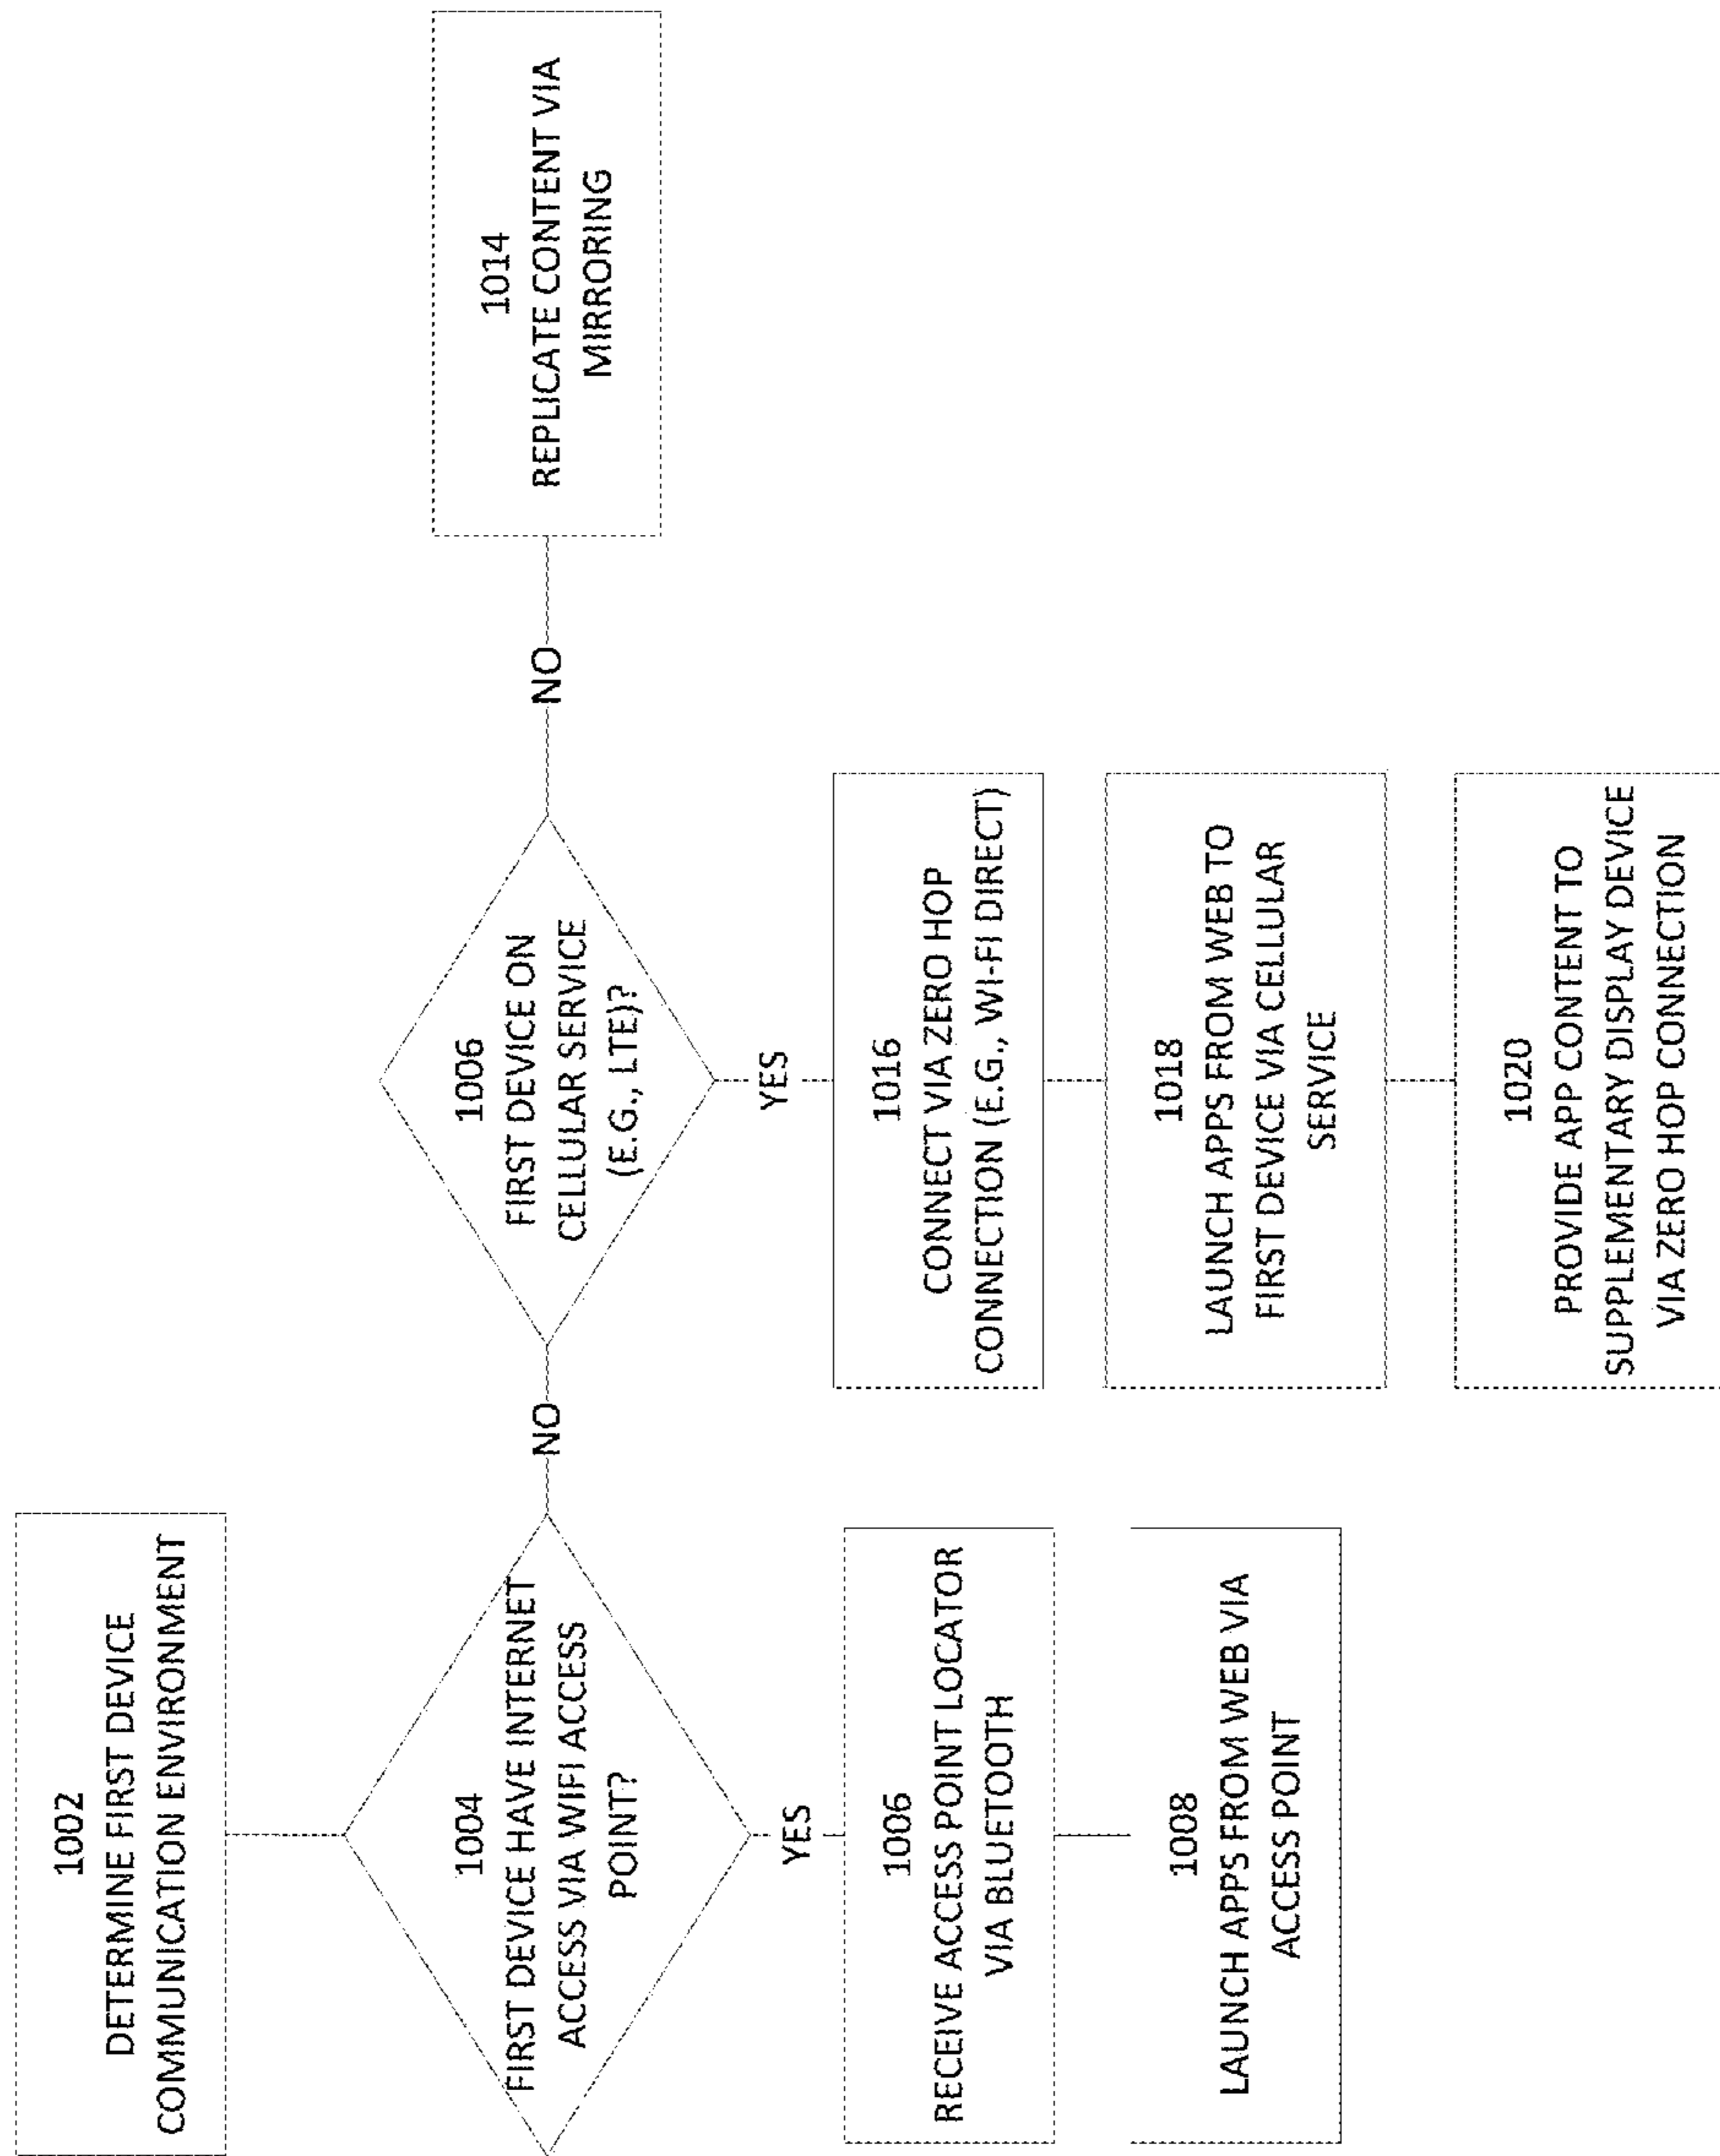 1002
DETERMINE FIRST DEVICE
COMMUNICATION ENVIRONMENT
1004
FIRST DEVICE HAVE INTERNET
ACCESS VIA WIFI ACCESS
POINT?
YES
1006
RECEIVE ACCESS POINT LOCATOR
VIA BLUETOOTH
1008
LAUNCH APPS FROM WEB VIA
ACCESS POINT
NO
1006
FIRST DEVICE ON
CELLULAR SERVICE
(E.G., LTE)?
YES
1016
CONNECT VIA ZERO HOP
CONNECTION (E.G., WI-FI DIRECT)
1018
LAUNCH APPS FROM WEB TO
FIRST DEVICE VIA CELLULAR
SERVICE
1020
PROVIDE APP CONTENT TO
SUPPLEMENTARY DISPLAY DEVICE
VIA ZERO HOP CONNECTION
NO
1014
REPLICATE CONTENT VIA
MIRRORING